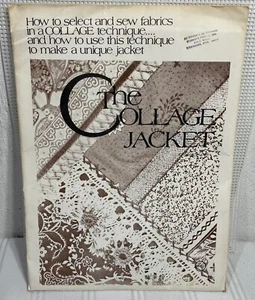 How to select and sew fabrics
in a COLLAGE technique....
and how to use this technique
to make a unique jacket
The
COLLAGE
JACKET